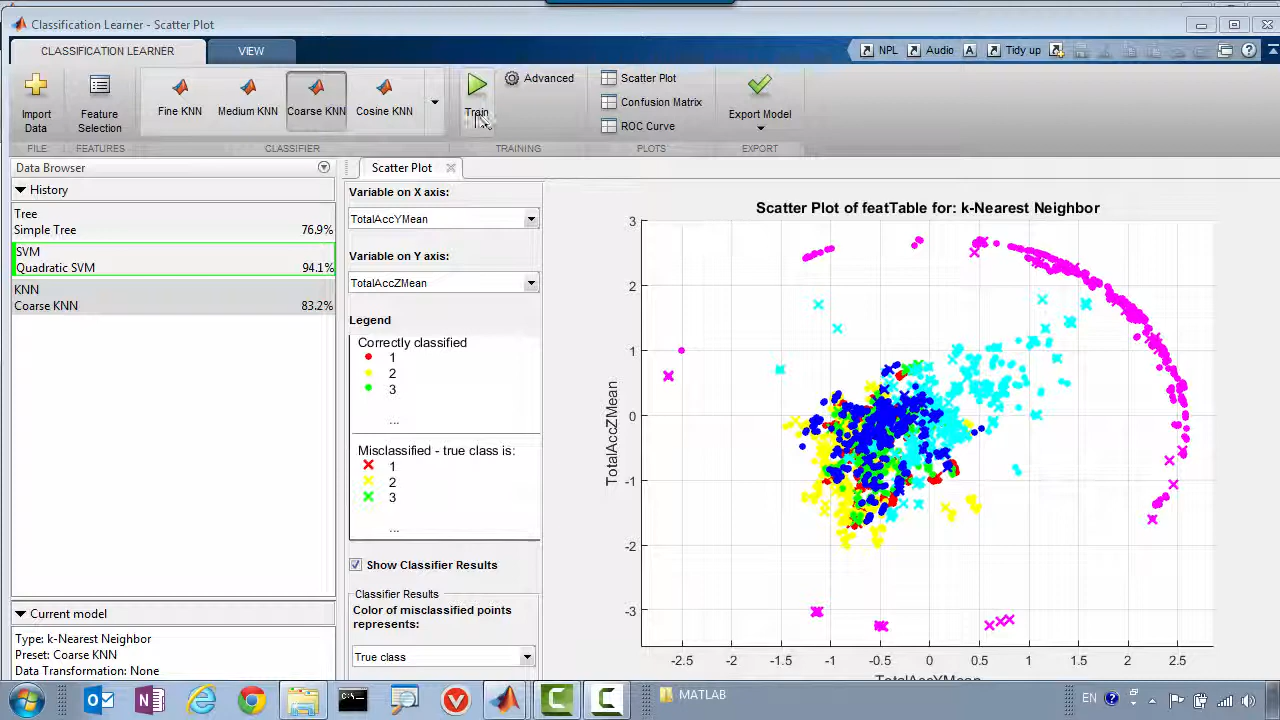 Classification Learner - Scatter Plot
CLASSIFICATION LEARNER
VIEW
NPL
Audio
A
Tidy up
Import Data
Feature Selection
Fine KNN
Medium KNN
Coarse KNN
Cosine KNN
Train
Advanced
Scatter Plot
Confusion Matrix
ROC Curve
Export Model
FILE
FEATURES
CLASSIFIER
TRAINING
PLOTS
EXPORT
Data Browser
History
Tree
Simple Tree 76.9%
SVM
Quadratic SVM 94.1%
KNN
Coarse KNN 83.2%
Current model
Type: k-Nearest Neighbor
Preset: Coarse KNN
Data Transformation: None
Scatter Plot
Variable on X axis:
TotalAccYMean
Variable on Y axis:
TotalAccZMean
Legend
Correctly classified
1
2
3
...
Misclassified - true class is:
1
2
3
...
Show Classifier Results
Classifier Results
Color of misclassified points
represents:
True class
Scatter Plot of featTable for: k-Nearest Neighbor
TotalAccZMean
3
2
1
0
-1
-2
-3
-2.5 -2 -1 -0.5 0 0.5 1 2 2.5
TotalAccYMean
MATLAB
EN